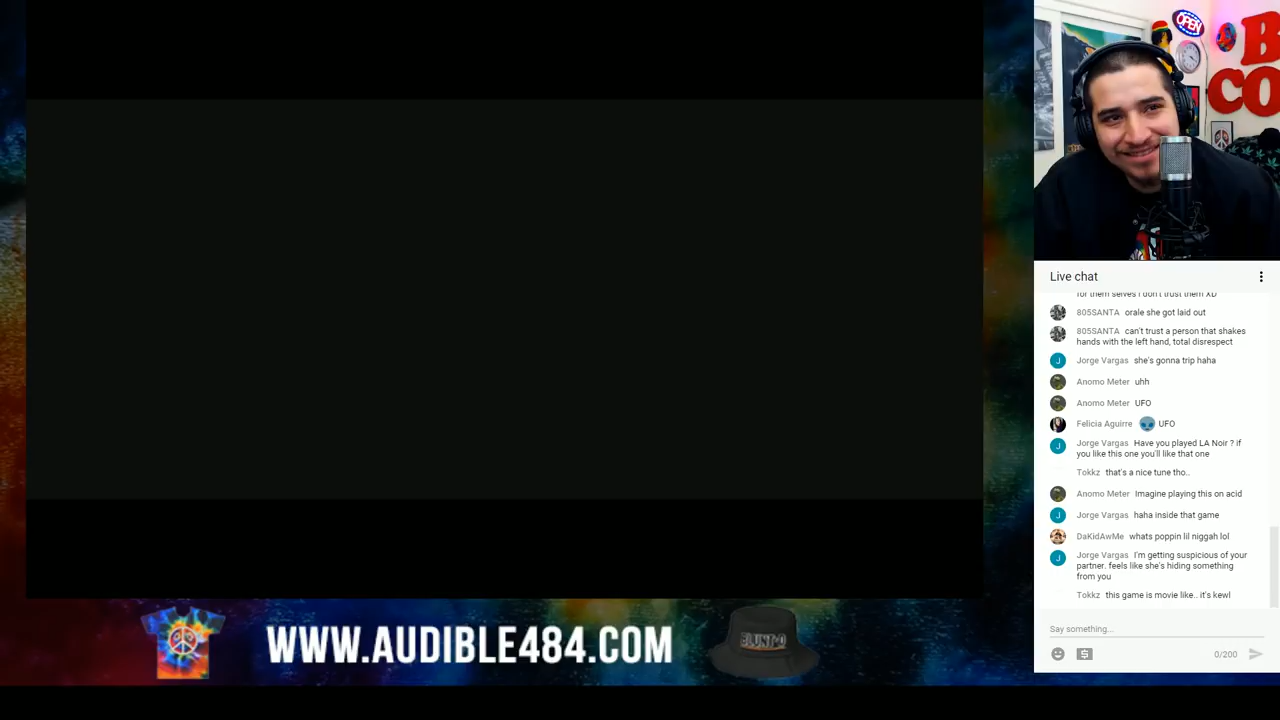 OPEN
B
CO
Live chat
for them selves i don't trust them XD
805SANTA orale she got laid out
805SANTA can't trust a person that shakes
hands with the left hand, total disrespect
Jorge Vargas she's gonna trip haha
Anomo Meter uhh
Anomo Meter UFO
Felicia Aguirre UFO
Jorge Vargas Have you played LA Noir ? if
you like this one you'll like that one
Tokkz that's a nice tune tho..
Anomo Meter Imagine playing this on acid
Jorge Vargas haha inside that game
DaKidAwMe whats poppin lil niggah lol
Jorge Vargas I'm getting suspicious of your
partner. feels like she's hiding something
from you
Tokkz this game is movie like.. it's kewl
Say something...
0/200
WWW.AUDIBLE484.COM